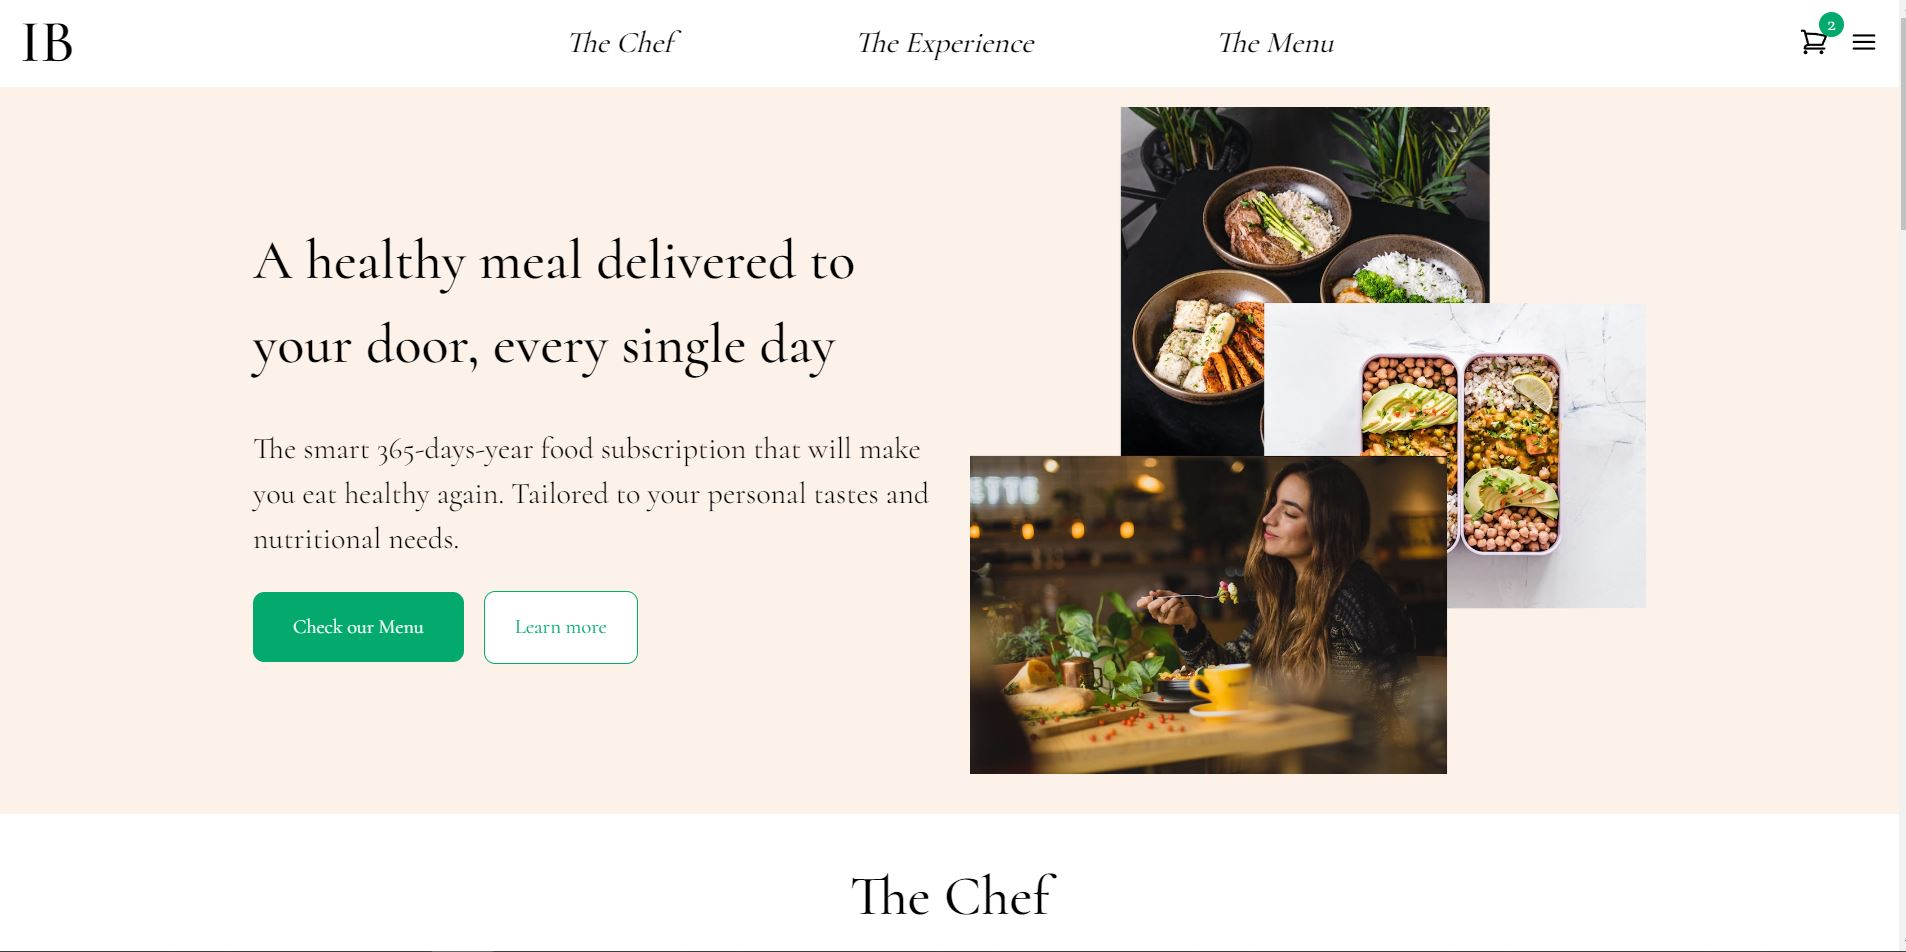 IB
The Chef
The Experience
The Menu
2
A healthy meal delivered to
your door, every single day
The smart 365-days-year food subscription that will make
you eat healthy again. Tailored to your personal tastes and
nutritional needs.
Check our Menu
Learn more
ETTE
The Chef